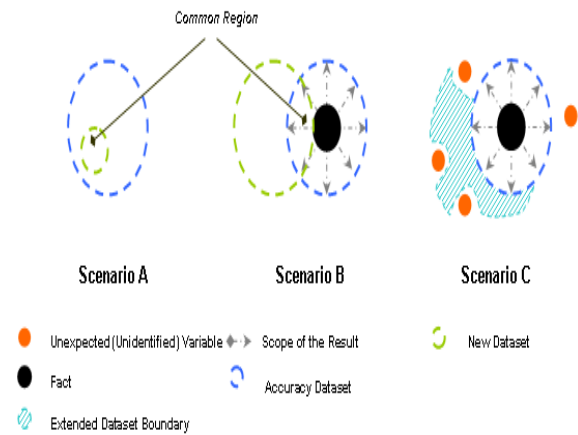 Common Region
Scenario A
Scenario B
Scenario C
Unexpected (Unidentified) Variable
Scope of the Result
New Dataset
Fact
Accuracy Dataset
Extended Dataset Boundary